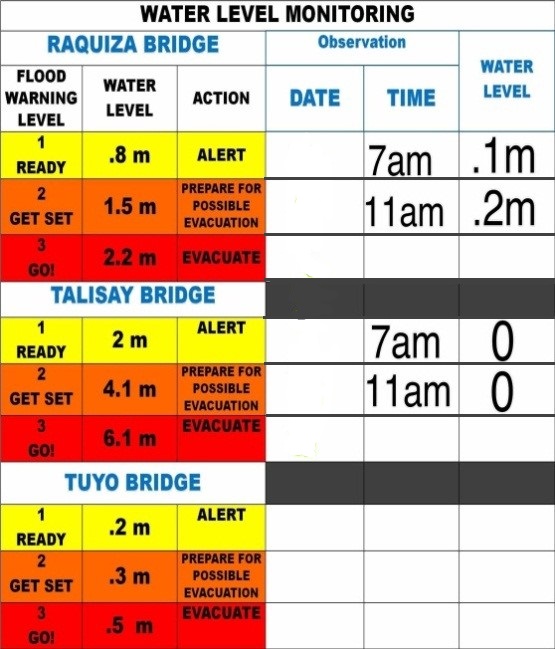 WATER LEVEL MONITORING
RAQUIZA BRIDGE
Observation
WATER
LEVEL
FLOOD
WARNING
LEVEL
WATER
LEVEL
ACTION
DATE
TIME
1
READY
.8 m
ALERT
7am
.1m
2
GET SET
1.5 m
PREPARE FOR
POSSIBLE
EVACUATION
11am
.2m
3
GO!
2.2 m
EVACUATE
TALISAY BRIDGE
1
READY
2 m
ALERT
7am
0
2
GET SET
4.1 m
PREPARE FOR
POSSIBLE
EVACUATION
11am
0
3
GO!
6.1 m
EVACUATE
TUYO BRIDGE
1
READY
.2 m
ALERT
2
GET SET
.3 m
PREPARE FOR
POSSIBLE
EVACUATION
3
GO!
.5 m
EVACUATE